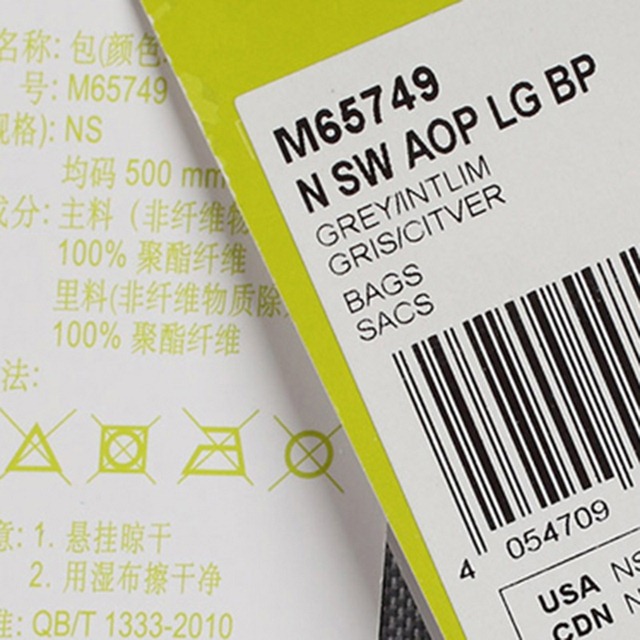 名称: 包(颜色
号: M65749
规格): NS
均码 500 mm
成分: 主料（非纤维物
100% 聚酯纤维
里料(非纤维物质除
100% 聚酯纤维
法:
意: 1. 悬挂晾干
2. 用湿布擦干净
准: QB/T 1333-2010
M65749
N SW AOP LG BP
GREY/INTLIM
GRIS/CITVER
BAGS
SACS
4 054709
USA NS
CDN N